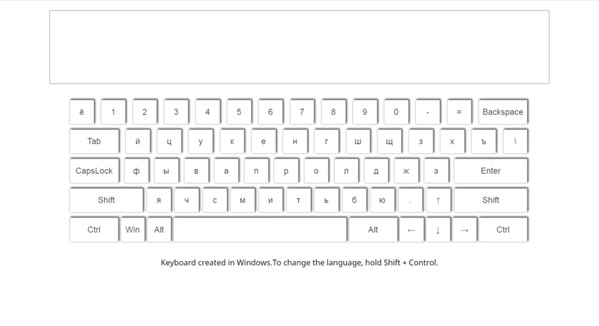 ё 1 2 3 4 5 6 7 8 9 0 - = Backspace
Tab й ц у к е н г ш щ з х ъ \
CapsLock ф ы в а п р о л д ж э Enter
Shift я ч с м и т ь б ю . ↑ Shift
Ctrl Win Alt Alt ← ↓ → Ctrl
Keyboard created in Windows.To change the language, hold Shift + Control.